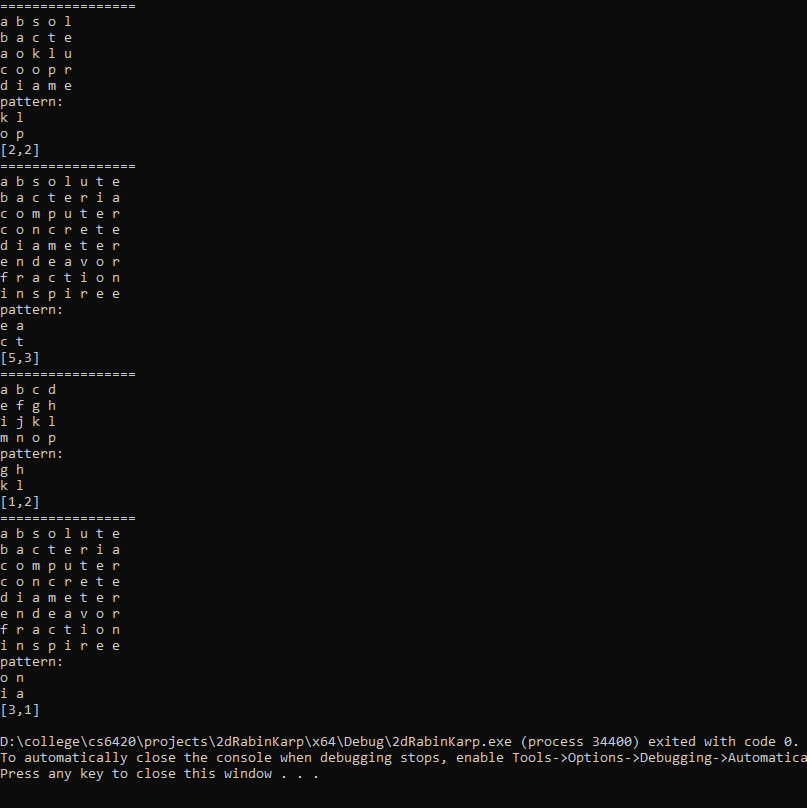 =================
a b s o l
b a c t e
a o k l u
c o o p r
d i a m e
pattern:
k l
o p
[2,2]
=================
a b s o l u t e
b a c t e r i a
c o m p u t e r
c o n c r e t e
d i a m e t e r
e n d e a v o r
f r a c t i o n
i n s p i r e e
pattern:
e a
c t
[5,3]
=================
a b c d
e f g h
i j k l
m n o p
pattern:
g h
k l
[1,2]
=================
a b s o l u t e
b a c t e r i a
c o m p u t e r
c o n c r e t e
d i a m e t e r
e n d e a v o r
f r a c t i o n
i n s p i r e e
pattern:
o n
i a
[3,1]
D:\college\cs6420\projects\2dRabinKarp\x64\Debug\2dRabinKarp.exe (process 34400) exited with code 0.
To automatically close the console when debugging stops, enable Tools->Options->Debugging->Automatica
Press any key to close this window . . .